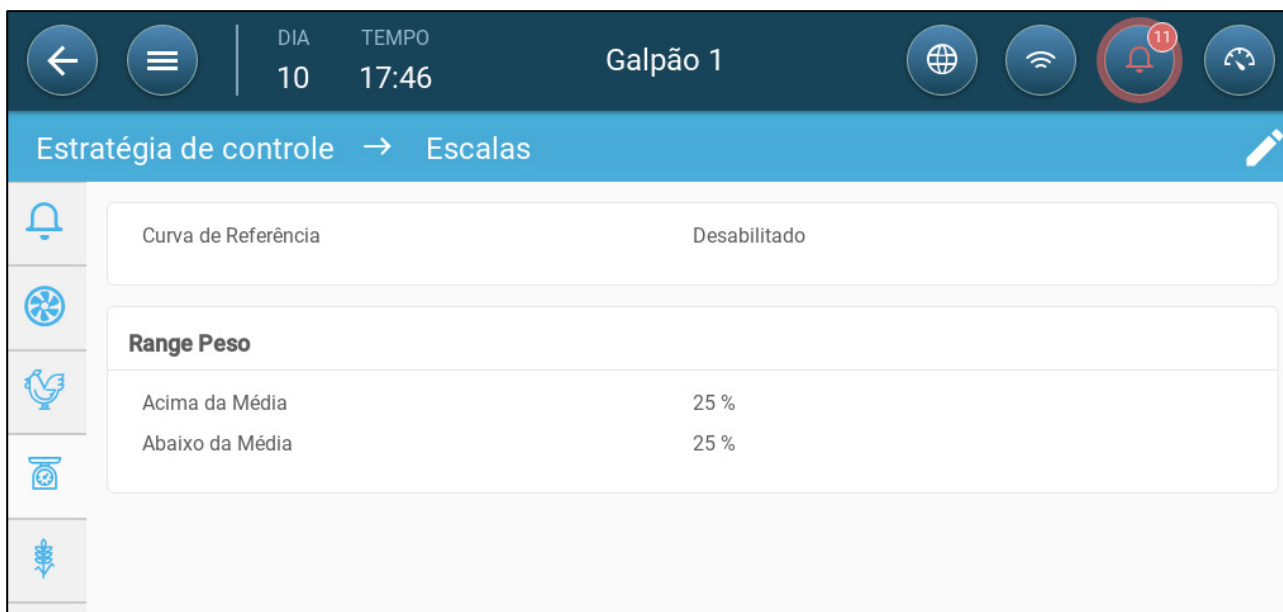 DIA TEMPO
10 17:46
Galpão 1
11
Estratégia de controle → Escalas
Curva de Referência Desabilitado
Range Peso
Acima da Média 25 %
Abaixo da Média 25 %